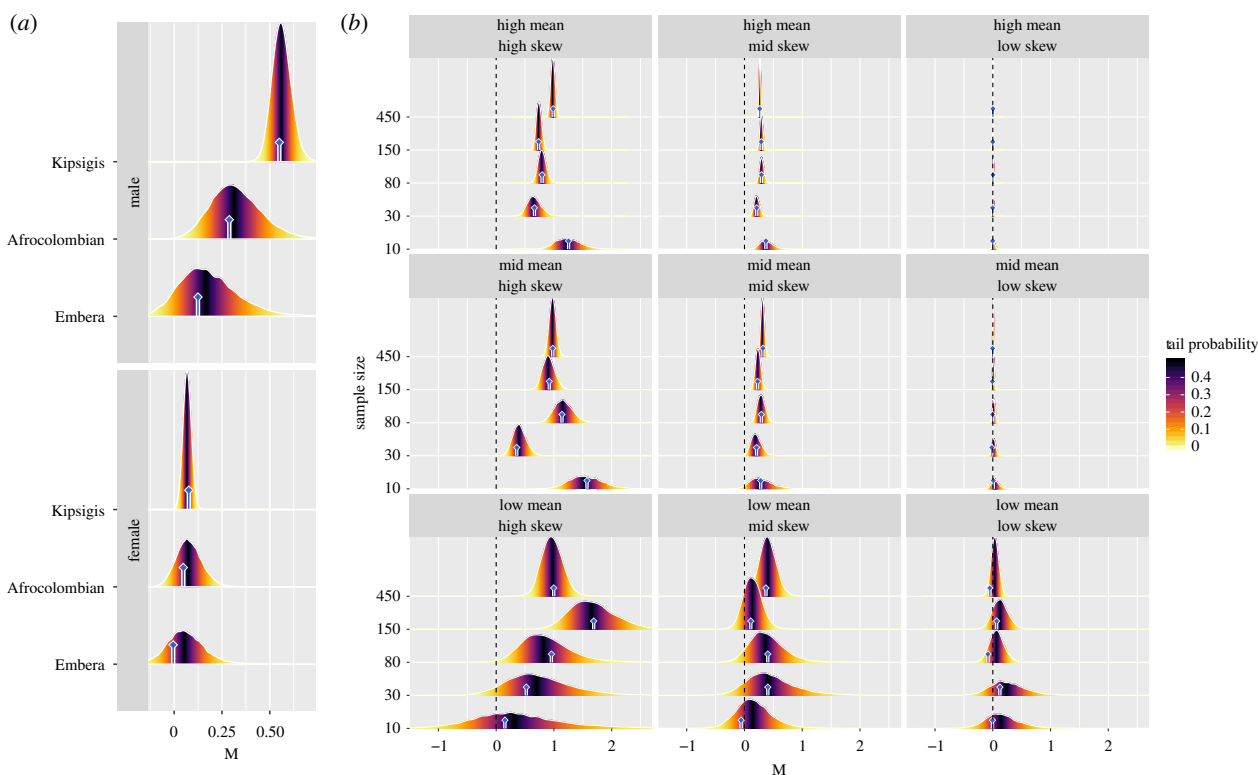 (a)
male
Kipsigis
Afrocolombian
Embera
female
Kipsigis
Afrocolombian
Embera
0 0.25 0.50
M
(b)
high mean
high skew
high mean
mid skew
high mean
low skew
450
150
80
30
10
mid mean
high skew
mid mean
mid skew
mid mean
low skew
sample size
450
150
80
30
10
low mean
high skew
low mean
mid skew
low mean
low skew
450
150
80
30
10
−1 0 1 2
−1 0 1 2
−1 0 1 2
M
tail probability
0.4
0.3
0.2
0.1
0